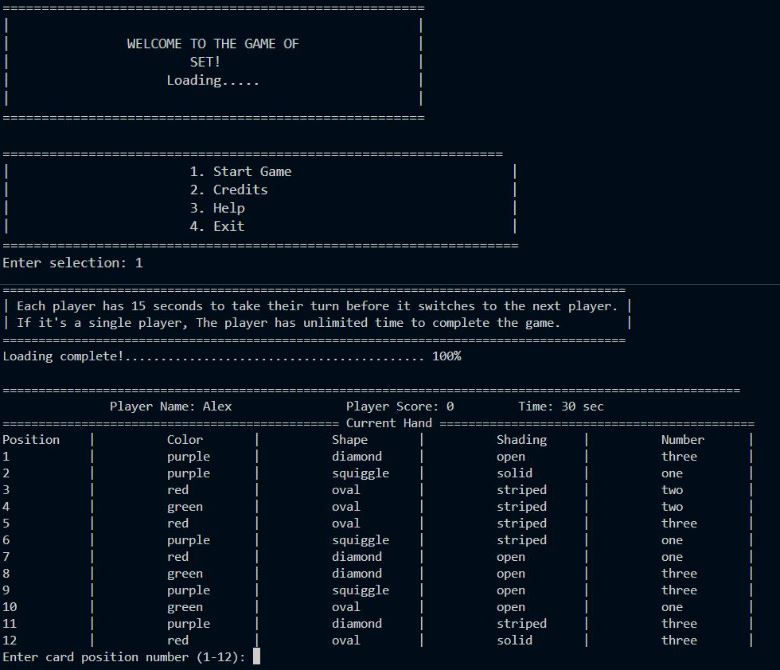 WELCOME TO THE GAME OF
SET!
Loading.....
1. Start Game
2. Credits
3. Help
4. Exit
Enter selection: 1
| Each player has 15 seconds to take their turn before it switches to the next player. |
| If it's a single player, The player has unlimited time to complete the game. |
Loading complete!.......................................... 100%
Player Name: Alex Player Score: 0 Time: 30 sec
Current Hand
Position | Color | Shape | Shading | Number |
1 | purple | diamond | open | three |
2 | purple | squiggle | solid | one |
3 | red | oval | striped | two |
4 | green | oval | striped | two |
5 | red | oval | striped | three |
6 | purple | squiggle | striped | one |
7 | red | diamond | open | one |
8 | green | diamond | open | three |
9 | purple | squiggle | open | three |
10 | green | oval | open | one |
11 | purple | diamond | striped | three |
12 | red | oval | solid | three |
Enter card position number (1-12):